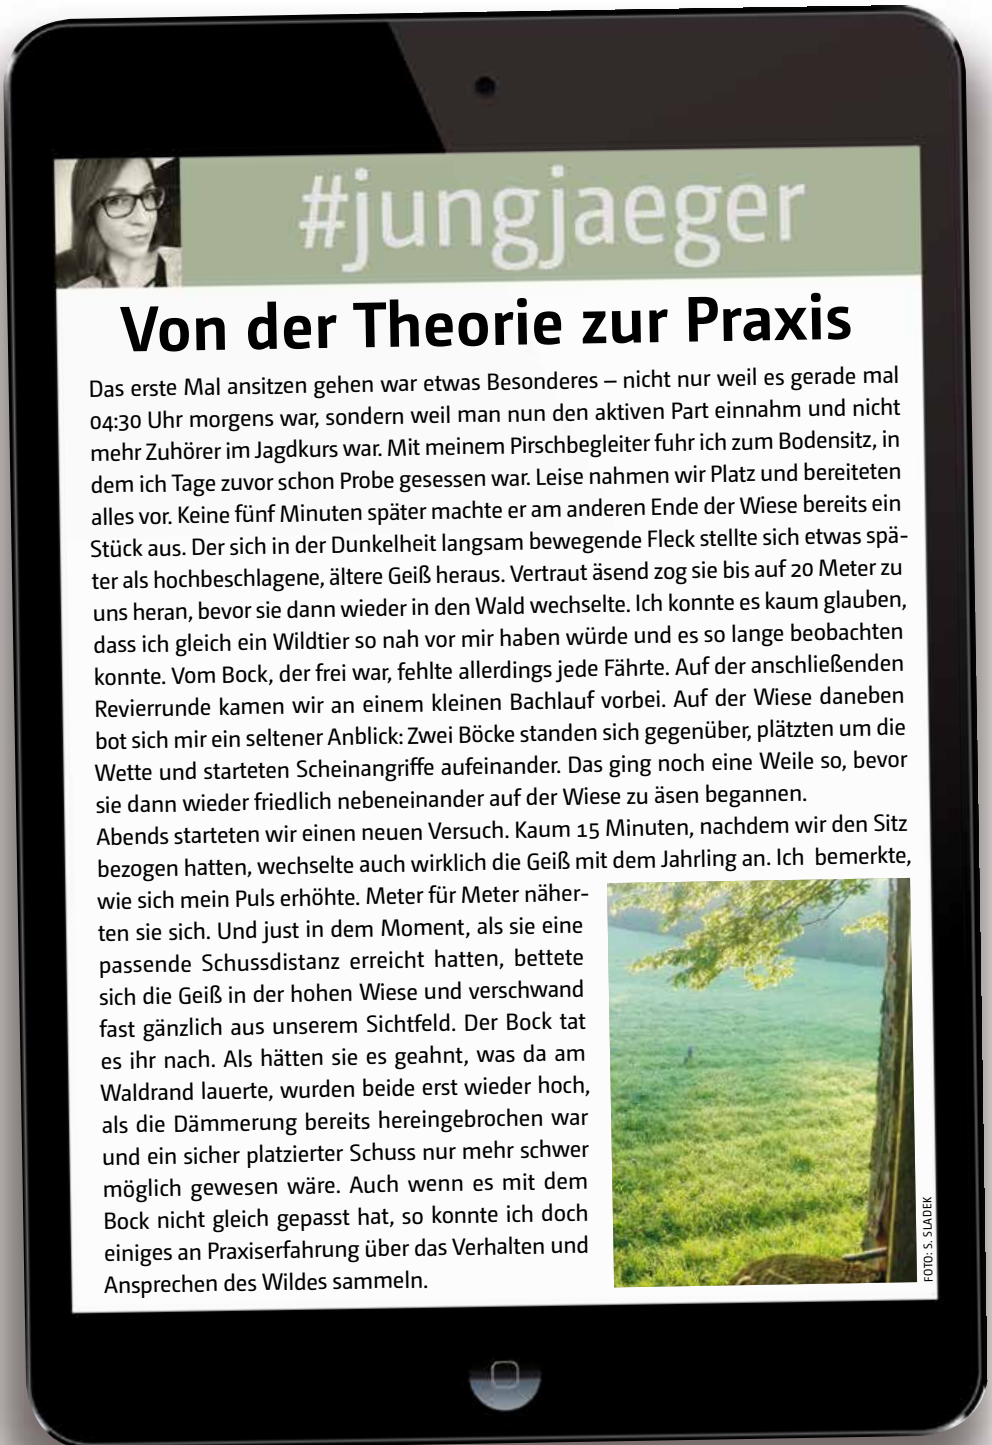 #jungjaeger
Von der Theorie zur Praxis
Das erste Mal ansitzen gehen war etwas Besonderes – nicht nur weil es gerade mal
04:30 Uhr morgens war, sondern weil man nun den aktiven Part einnahm und nicht
mehr Zuhörer im Jagdkurs war. Mit meinem Pirschbegleiter fuhr ich zum Bodensitz, in
dem ich Tage zuvor schon Probe gesessen war. Leise nahmen wir Platz und bereiteten
alles vor. Keine fünf Minuten später machte er am anderen Ende der Wiese bereits ein
Stück aus. Der sich in der Dunkelheit langsam bewegende Fleck stellte sich etwas spä-
ter als hochbeschlagene, ältere Geiß heraus. Vertraut äsend zog sie bis auf 20 Meter zu
uns heran, bevor sie dann wieder in den Wald wechselte. Ich konnte es kaum glauben,
dass ich gleich ein Wildtier so nah vor mir haben würde und es so lange beobachten
konnte. Vom Bock, der frei war, fehlte allerdings jede Fährte. Auf der anschließenden
Revierrunde kamen wir an einem kleinen Bachlauf vorbei. Auf der Wiese daneben
bot sich mir ein seltener Anblick: Zwei Böcke standen sich gegenüber, plätzten um die
Wette und starteten Scheinangriffe aufeinander. Das ging noch eine Weile so, bevor
sie dann wieder friedlich nebeneinander auf der Wiese zu äsen begannen.
Abends starteten wir einen neuen Versuch. Kaum 15 Minuten, nachdem wir den Sitz
bezogen hatten, wechselte auch wirklich die Geiß mit dem Jahrling an. Ich bemerkte,
wie sich mein Puls erhöhte. Meter für Meter näher-
ten sie sich. Und just in dem Moment, als sie eine
passende Schussdistanz erreicht hatten, bettete
sich die Geiß in der hohen Wiese und verschwand
fast gänzlich aus unserem Sichtfeld. Der Bock tat
es ihr nach. Als hätten sie es geahnt, was da am
Waldrand lauerte, wurden beide erst wieder hoch,
als die Dämmerung bereits hereingebrochen war
und ein sicher platzierter Schuss nur mehr schwer
möglich gewesen wäre. Auch wenn es mit dem
Bock nicht gleich gepasst hat, so konnte ich doch
einiges an Praxiserfahrung über das Verhalten und
Ansprechen des Wildes sammeln.
FOTO: S. SLADEK